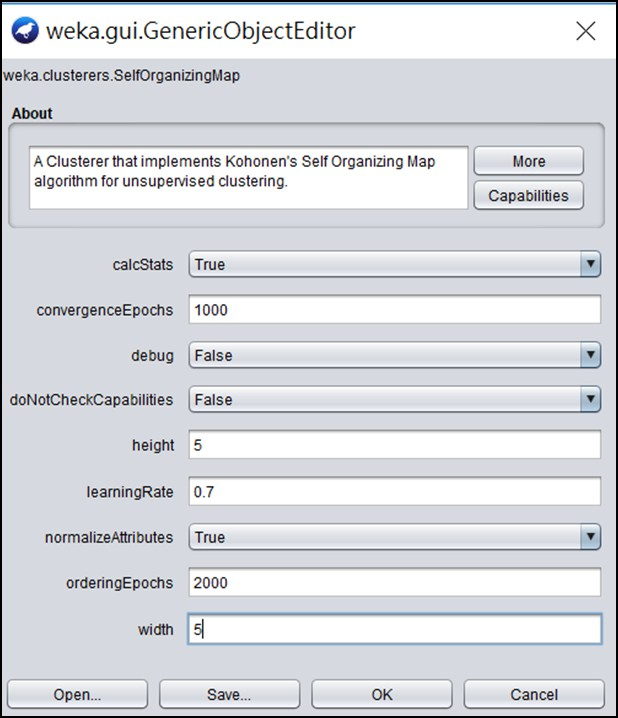 weka.gui.GenericObjectEditor
weka.clusterers.SelfOrganizingMap
About
A Clusterer that implements Kohonen's Self Organizing Map
algorithm for unsupervised clustering.
More
Capabilities
calcStats True
convergenceEpochs 1000
debug False
doNotCheckCapabilities False
height 5
learningRate 0.7
normalizeAttributes True
orderingEpochs 2000
width 5
Open... Save... OK Cancel